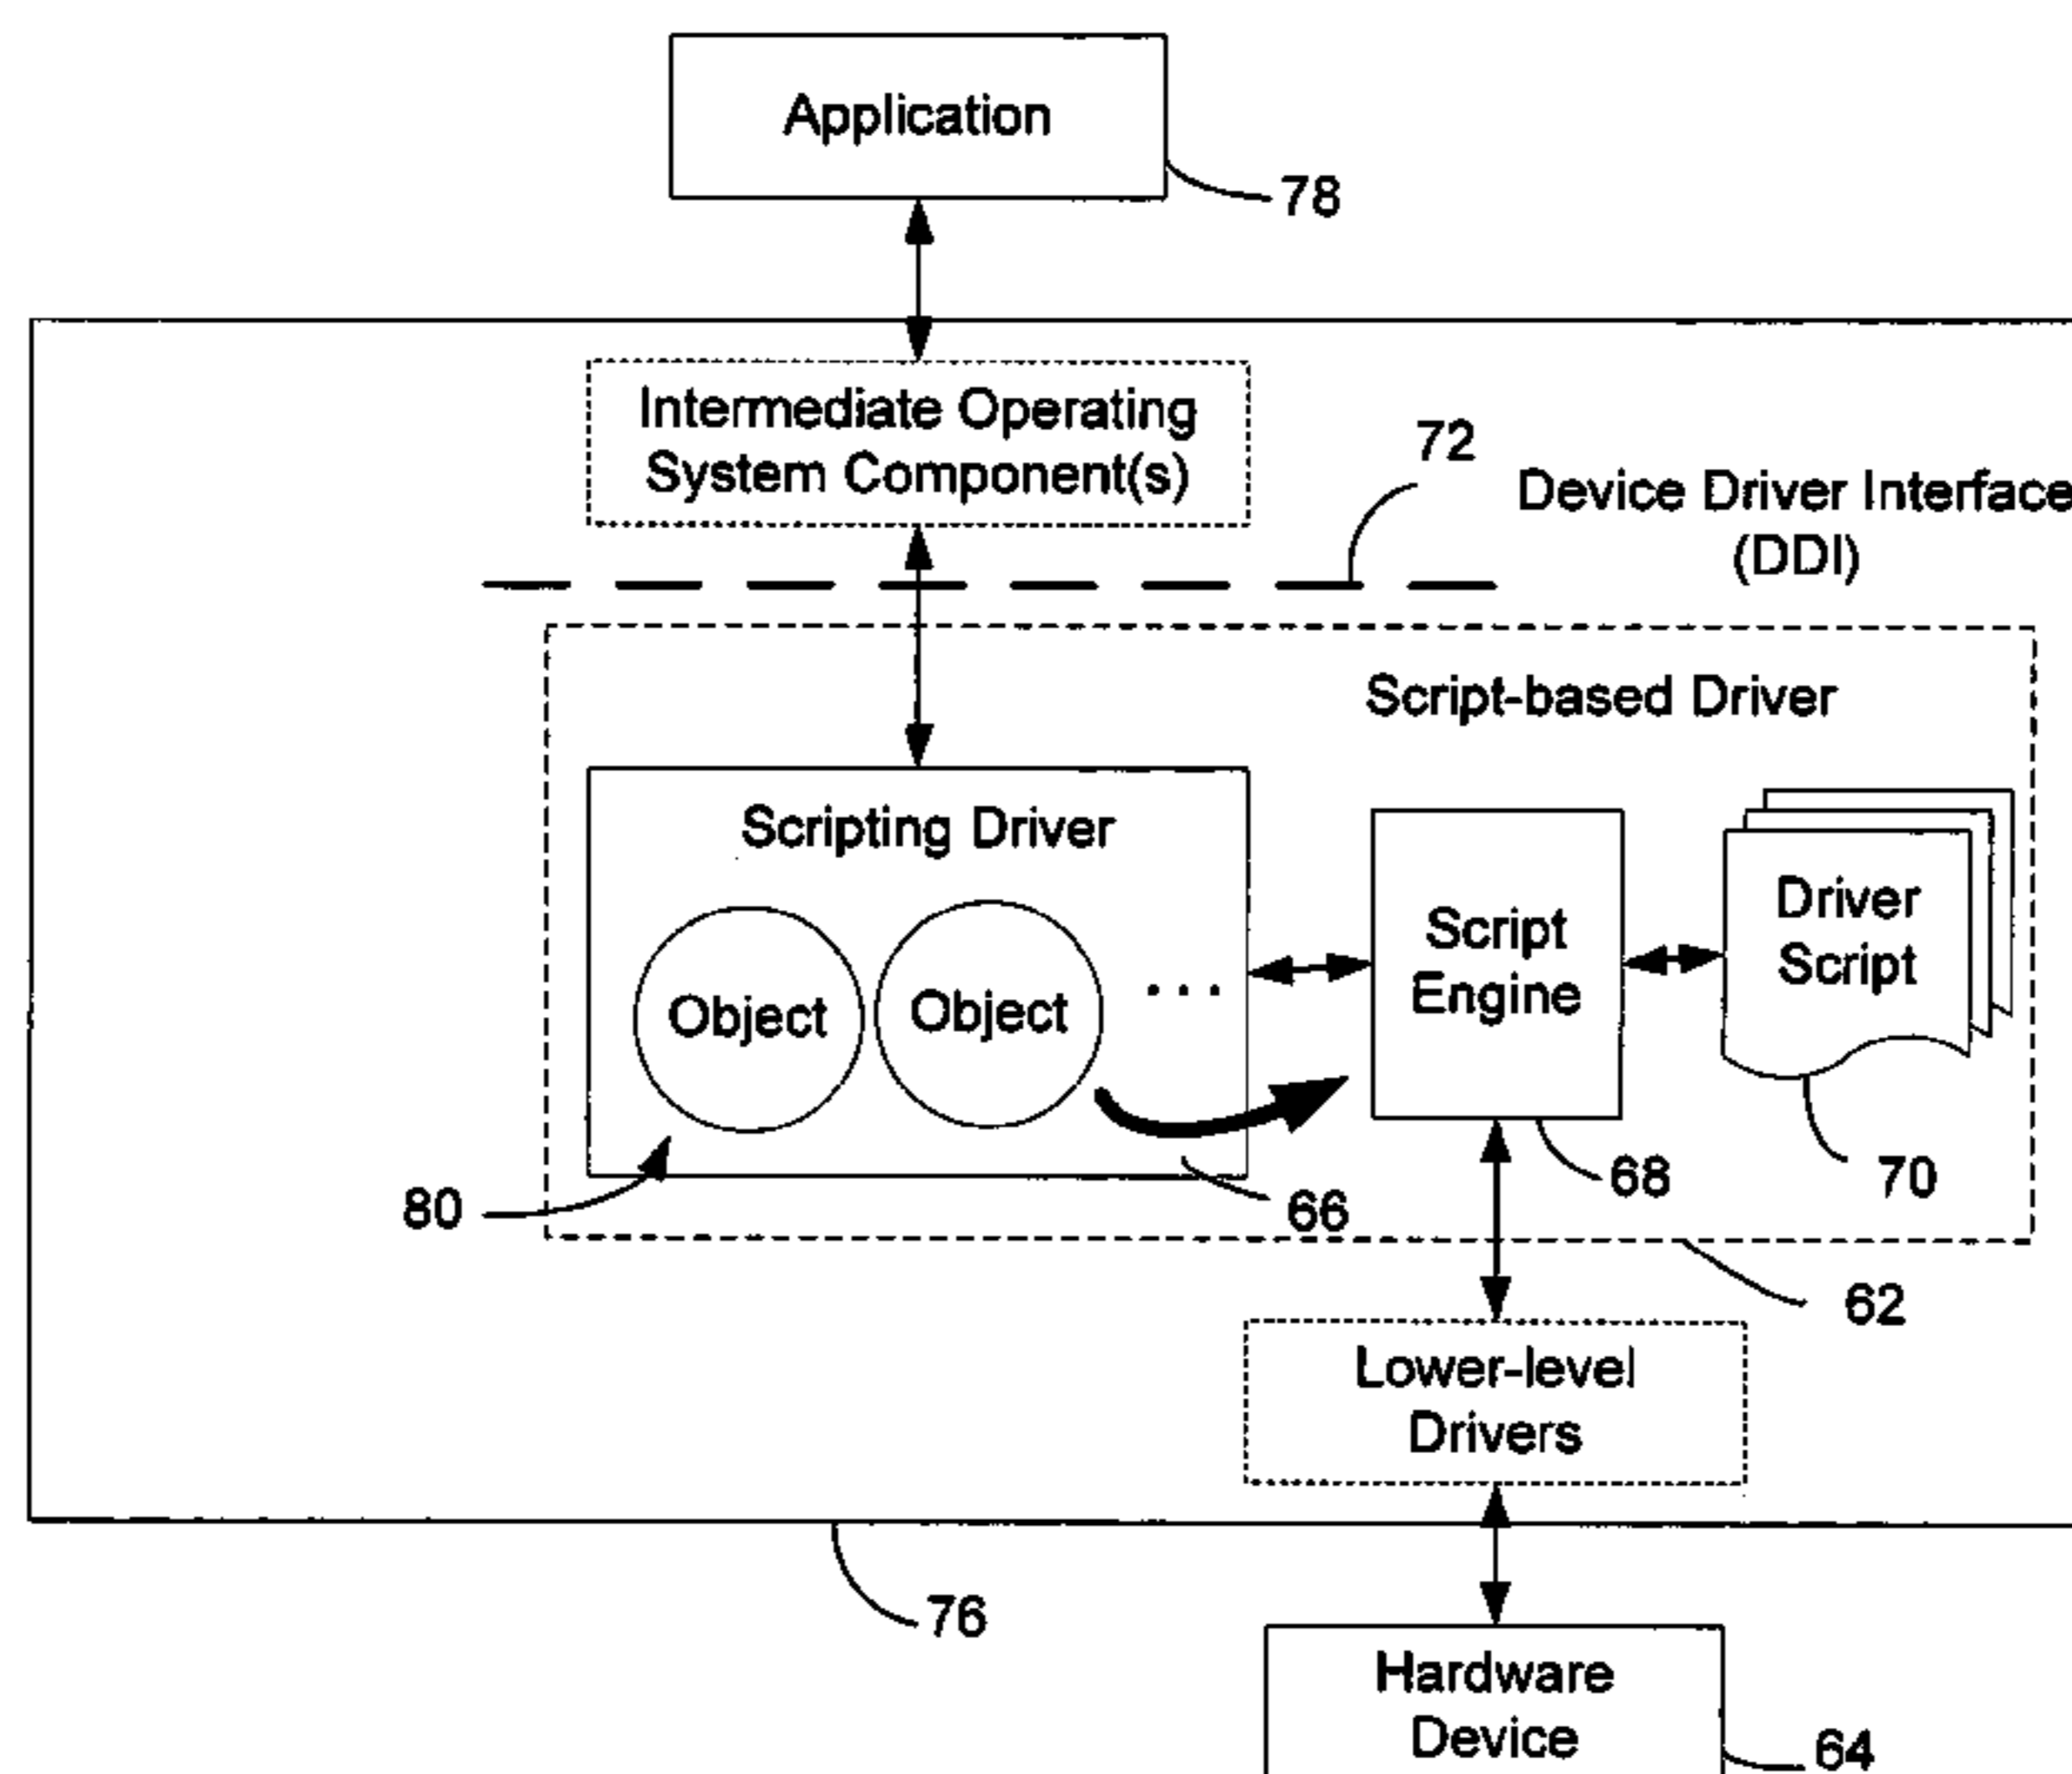 Application
78
Intermediate Operating
System Component(s)
72
Device Driver Interface
(DDI)
Script-based Driver
Scripting Driver
Object
Object
...
Script
Engine
Driver
Script
80
66
68
70
62
Lower-level
Drivers
76
Hardware
Device
64